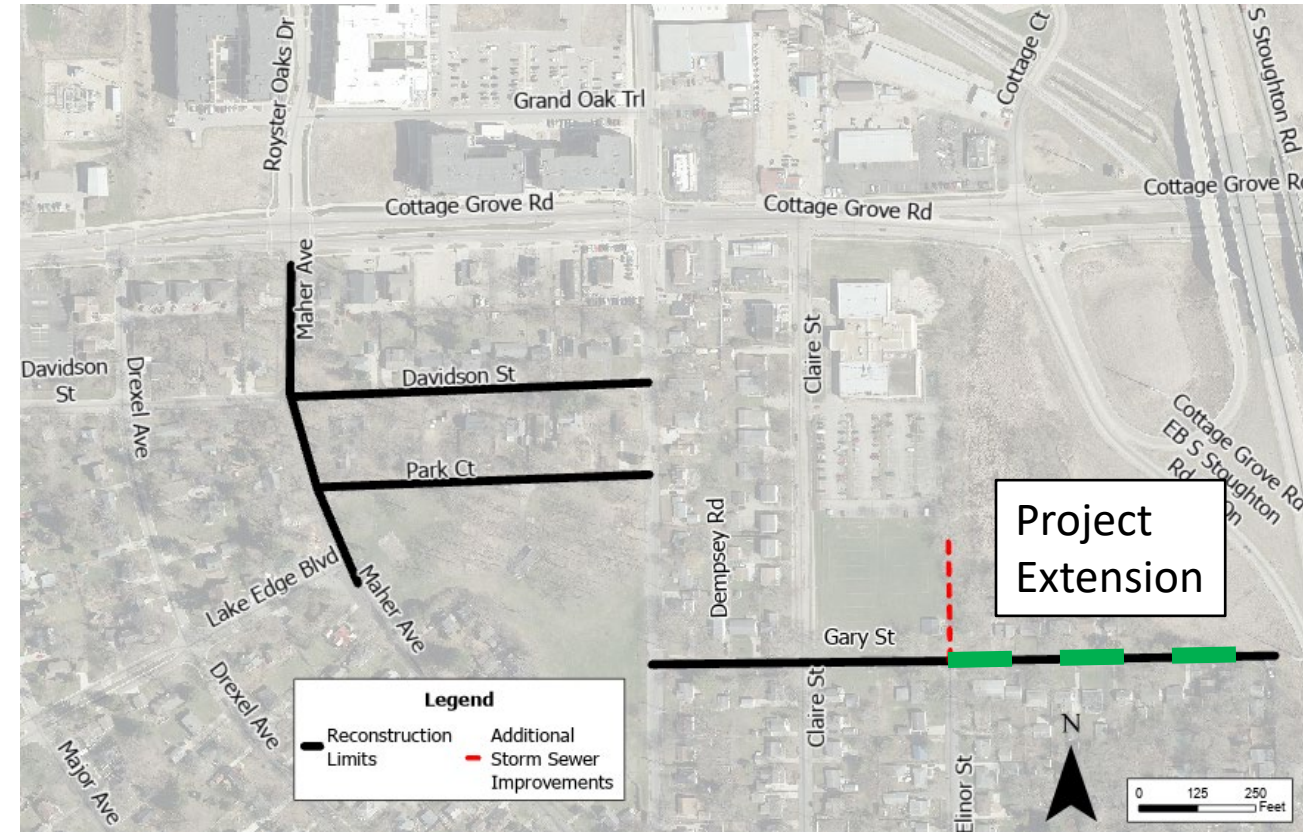 Royster Oaks Dr
Grand Oak Trl
Cottage Ct
S Stoughton Rd
Cottage Grove Rd
Cottage Grove Rd
Cottage Grove Rd
Maher Ave
Claire St
Davidson
St
Drexel Ave
Davidson St
Park Ct
Cottage Grove Rd
EB S Stoughton
Project
Extension
Dempsey Rd
Lake Edge Blvd
Maher Ave
Gary St
Drexel Ave
Claire St
Elinor St
Major Ave
Legend
Reconstruction
Limits
Additional
Storm Sewer
Improvements
N
0 125 250
Feet